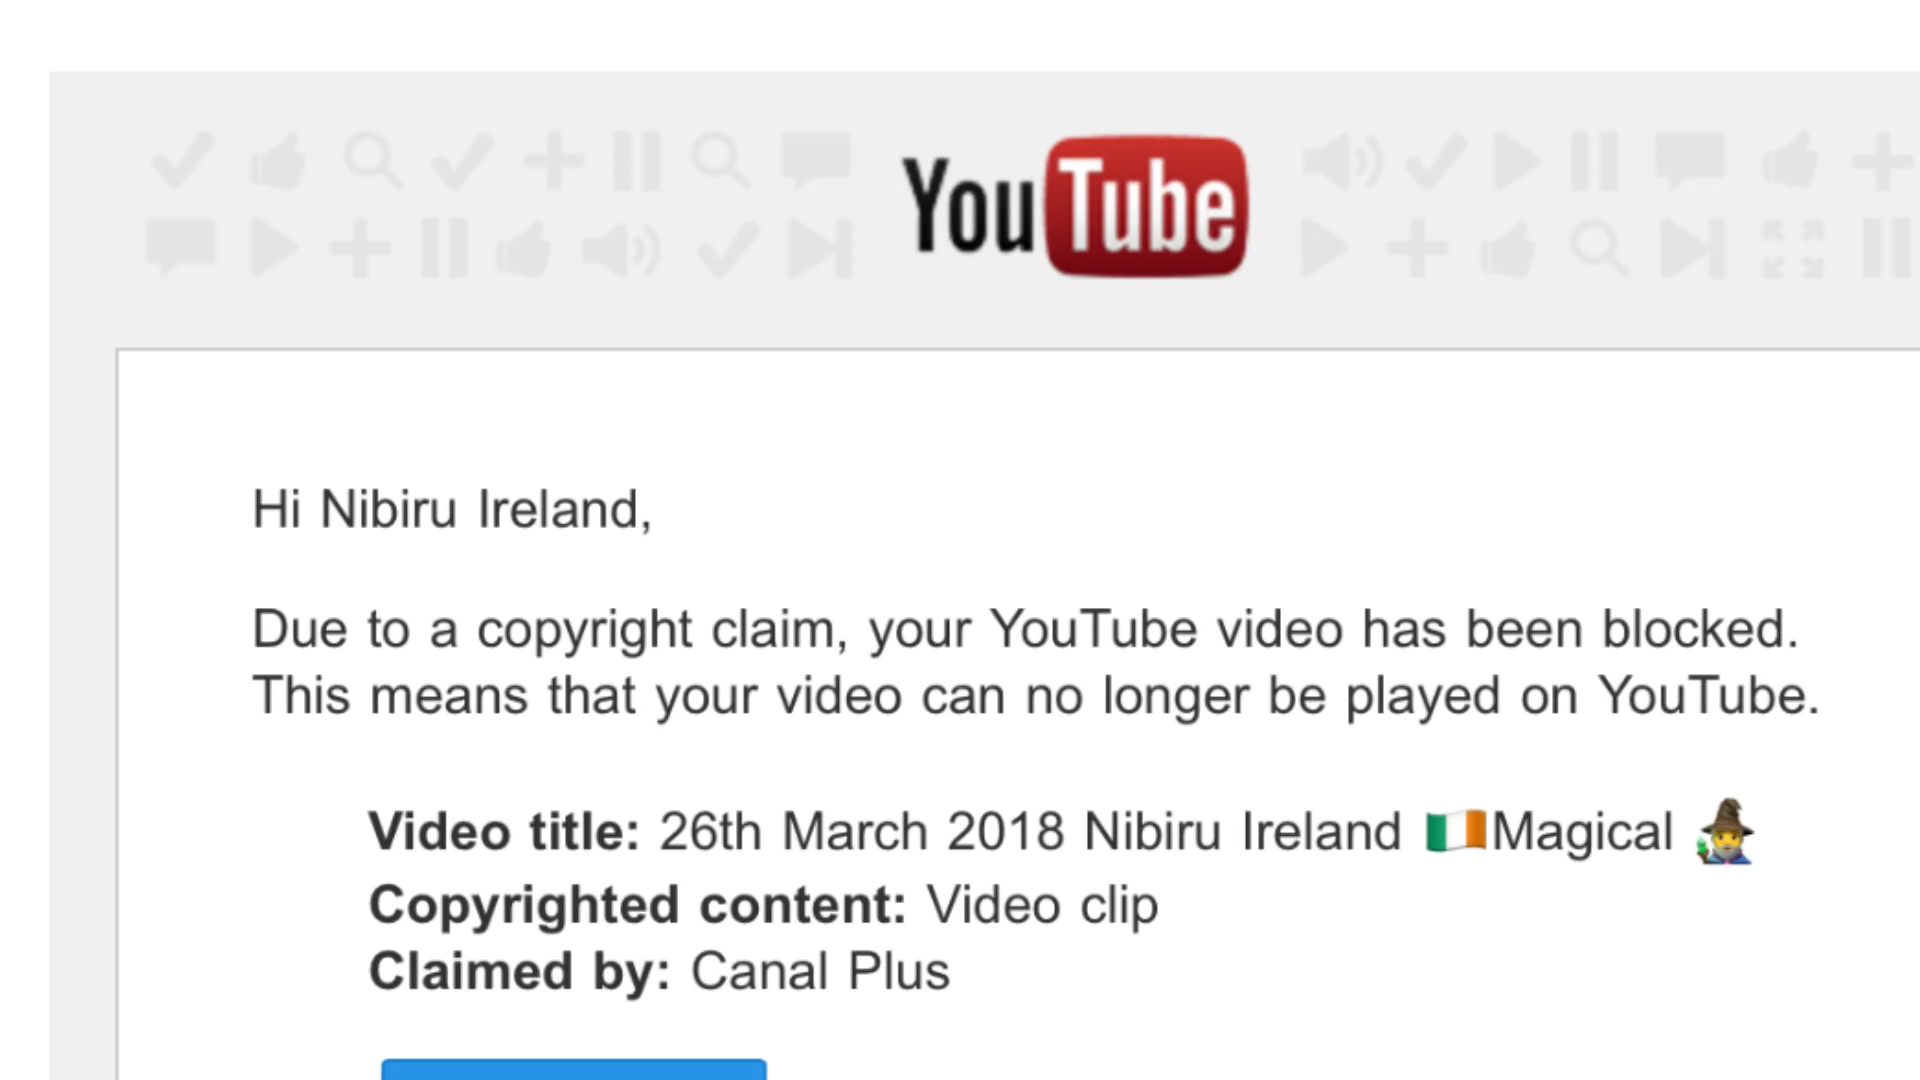 YouTube
Hi Nibiru Ireland,
Due to a copyright claim, your YouTube video has been blocked.
This means that your video can no longer be played on YouTube.
Video title: 26th March 2018 Nibiru Ireland 🇮🇪Magical 🧙‍♂️
Copyrighted content: Video clip
Claimed by: Canal Plus